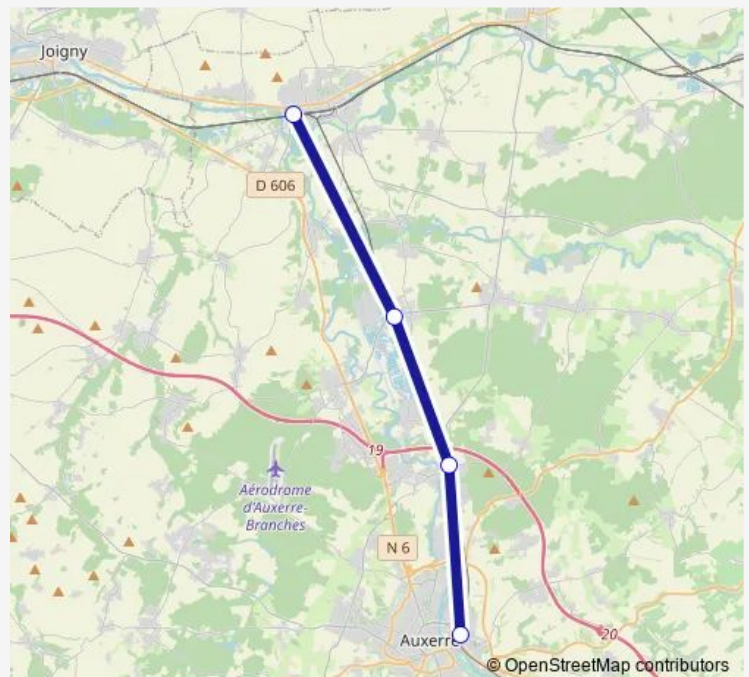 Joigny
D 606
19
Aérodrome
d'Auxerre-
Branches
N 6
20
Auxerre
© OpenStreetMap contributors